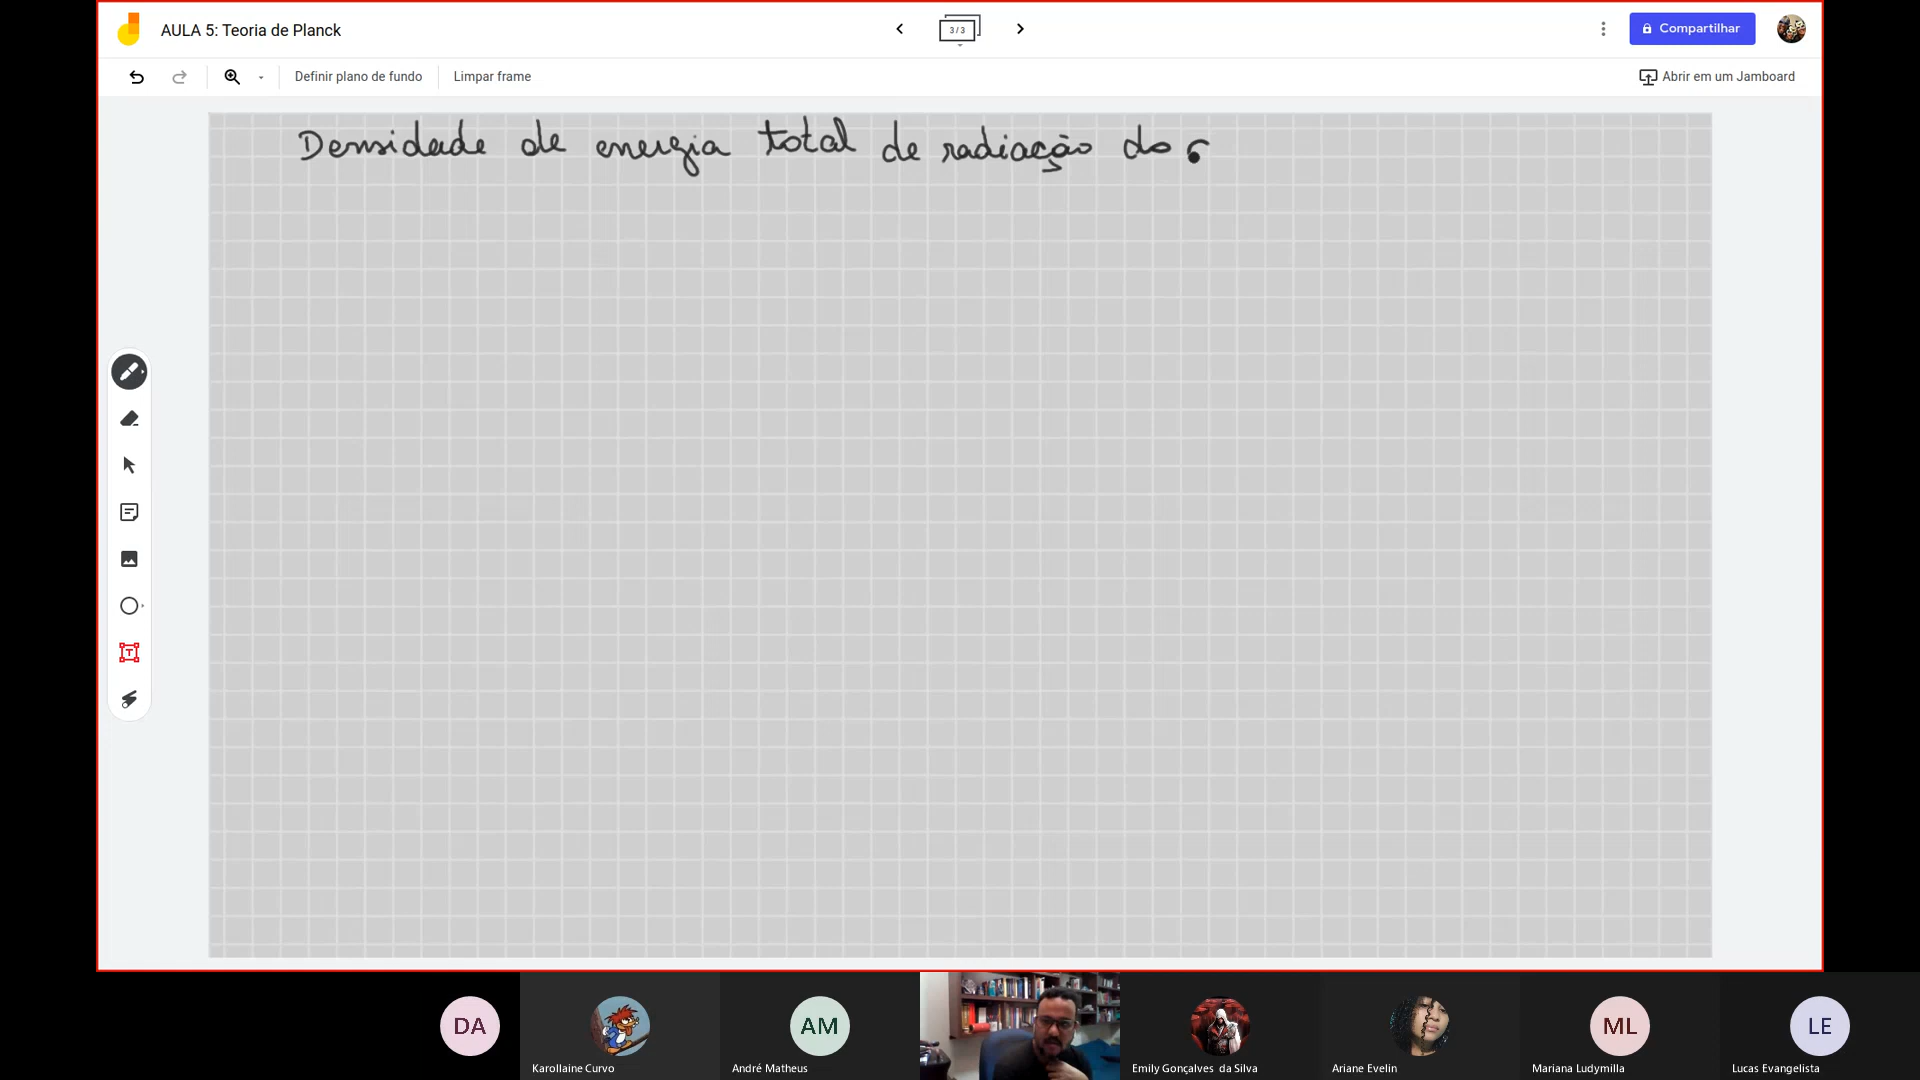 AULA 5: Teoria de Planck
3/3
Compartilhar
Definir plano de fundo
Limpar frame
Abrir em um Jamboard
Densidade de energia total de radiação do
DA
AM
ML
LE
Karollaine Curvo
André Matheus
Emily Gonçalves da Silva
Ariane Evelin
Mariana Ludymilla
Lucas Evangelista